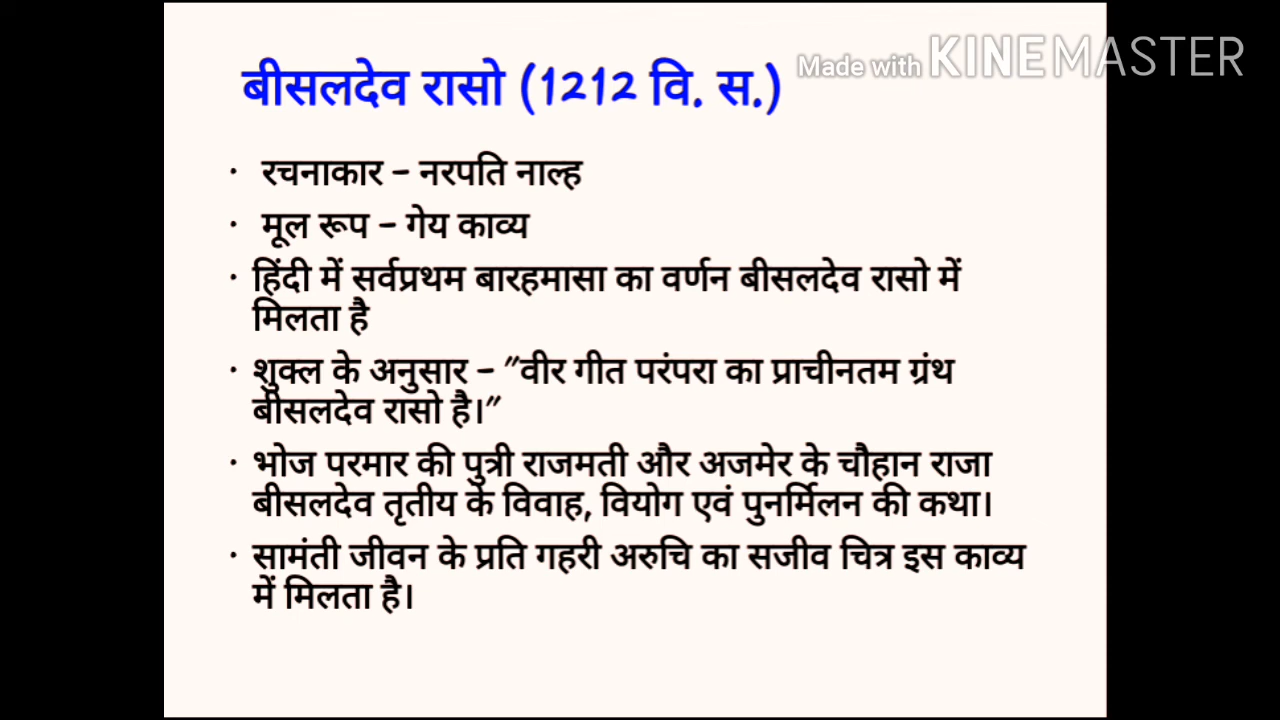 बीसलदेव रासो (1212 वि. स.)
Made with KINEMASTER
· रचनाकार – नरपति नाल्ह
· मूल रूप – गेय काव्य
· हिंदी में सर्वप्रथम बारहमासा का वर्णन बीसलदेव रासो में
मिलता है
· शुक्ल के अनुसार – "वीर गीत परंपरा का प्राचीनतम ग्रंथ
बीसलदेव रासो है।"
· भोज परमार की पुत्री राजमती और अजमेर के चौहान राजा
बीसलदेव तृतीय के विवाह, वियोग एवं पुनर्मिलन की कथा।
· सामंती जीवन के प्रति गहरी अरुचि का सजीव चित्र इस काव्य
में मिलता है।